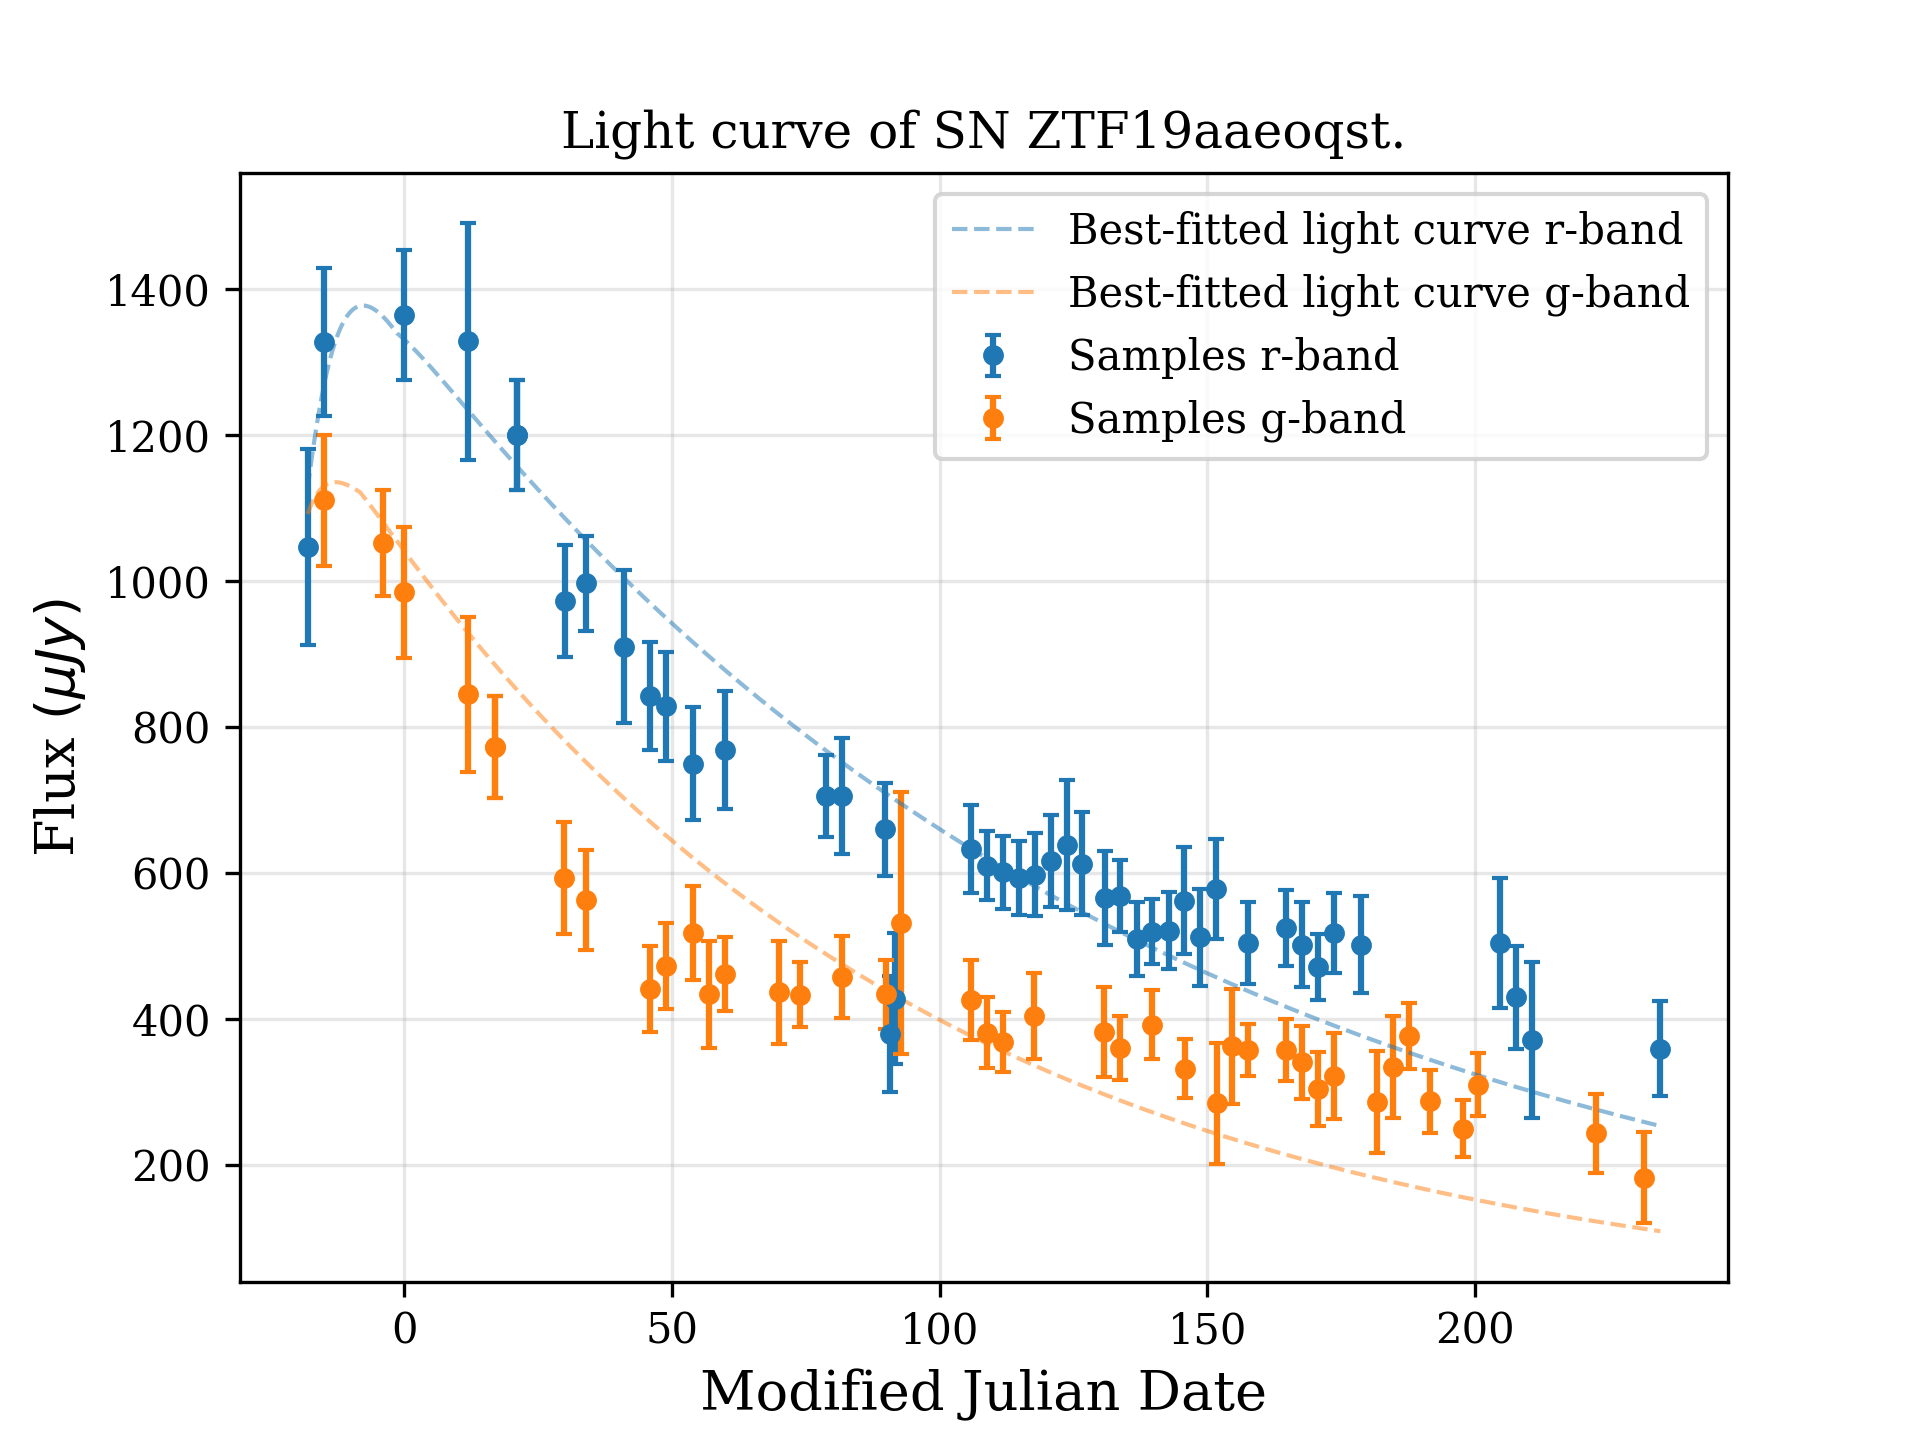 Light curve of SN ZTF19aaeoqst.
Best-fitted light curve r-band
Best-fitted light curve g-band
Samples r-band
Samples g-band
Flux (μJy)
1400
1200
1000
800
600
400
200
0
50
100
150
200
Modified Julian Date